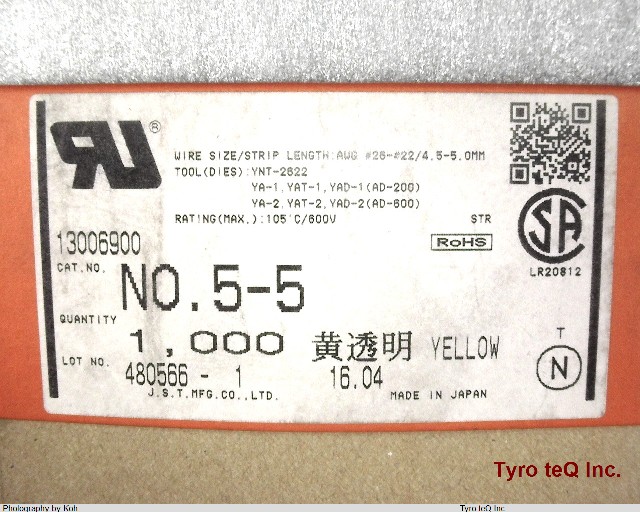 WIRE SIZE/STRIP LENGTH:AWG #26-#22/4.5-5.0MM
TOOL(DIES):YNT-2622
YA-1,YAT-1,YAD-1(AD-200)
YA-2,YAT-2,YAD-2(AD-600)
RATING(MAX.):105℃/600V STR
13006900 RoHS
LR20812
CAT.NO. NO.5-5
QUANTITY 1,000 黄透明 YELLOW
T
N
LOT NO. 480566 - 1 16.04
J.S.T.MFG.CO.,LTD. MADE IN JAPAN
Tyro teQ Inc.
Photography by Koh Tyro teQ Inc